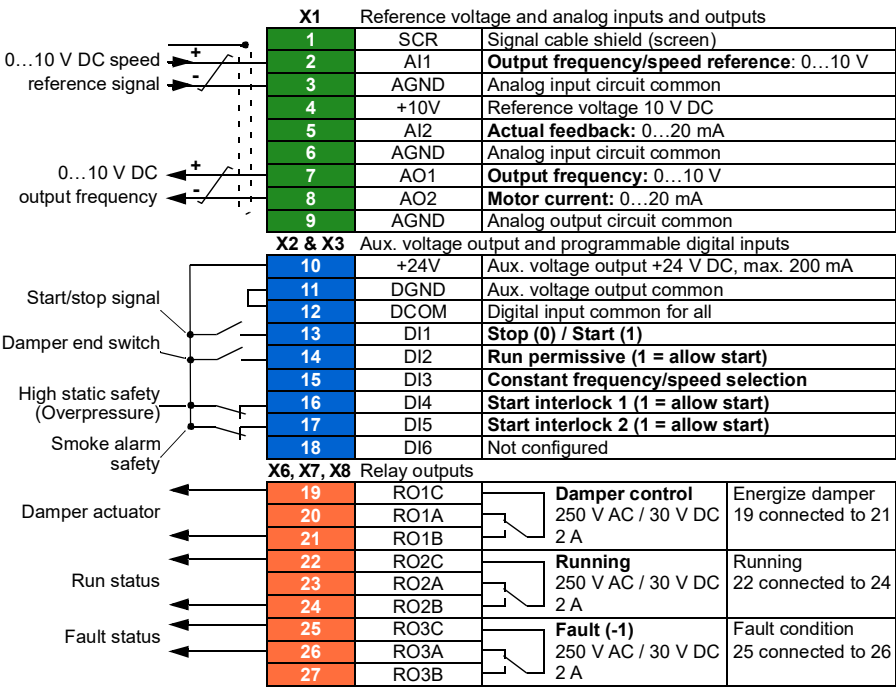 X1 Reference voltage and analog inputs and outputs
1 SCR Signal cable shield (screen)
0…10 V DC speed + 2 AI1 Output frequency/speed reference: 0…10 V
reference signal - 3 AGND Analog input circuit common
4 +10V Reference voltage 10 V DC
5 AI2 Actual feedback: 0…20 mA
6 AGND Analog input circuit common
0…10 V DC + 7 AO1 Output frequency: 0…10 V
output frequency - 8 AO2 Motor current: 0…20 mA
9 AGND Analog output circuit common
X2 & X3 Aux. voltage output and programmable digital inputs
10 +24V Aux. voltage output +24 V DC, max. 200 mA
Start/stop signal 11 DGND Aux. voltage output common
12 DCOM Digital input common for all
Damper end switch 13 DI1 Stop (0) / Start (1)
14 DI2 Run permissive (1 = allow start)
15 DI3 Constant frequency/speed selection
High static safety
(Overpressure) 16 DI4 Start interlock 1 (1 = allow start)
17 DI5 Start interlock 2 (1 = allow start)
Smoke alarm
safety 18 DI6 Not configured
X6, X7, X8 Relay outputs
19 RO1C Damper control Energize damper
Damper actuator 20 RO1A 250 V AC / 30 V DC 19 connected to 21
21 RO1B 2 A
22 RO2C Running Running
Run status 23 RO2A 250 V AC / 30 V DC 22 connected to 24
24 RO2B 2 A
25 RO3C Fault (-1) Fault condition
Fault status 26 RO3A 250 V AC / 30 V DC 25 connected to 26
27 RO3B 2 A